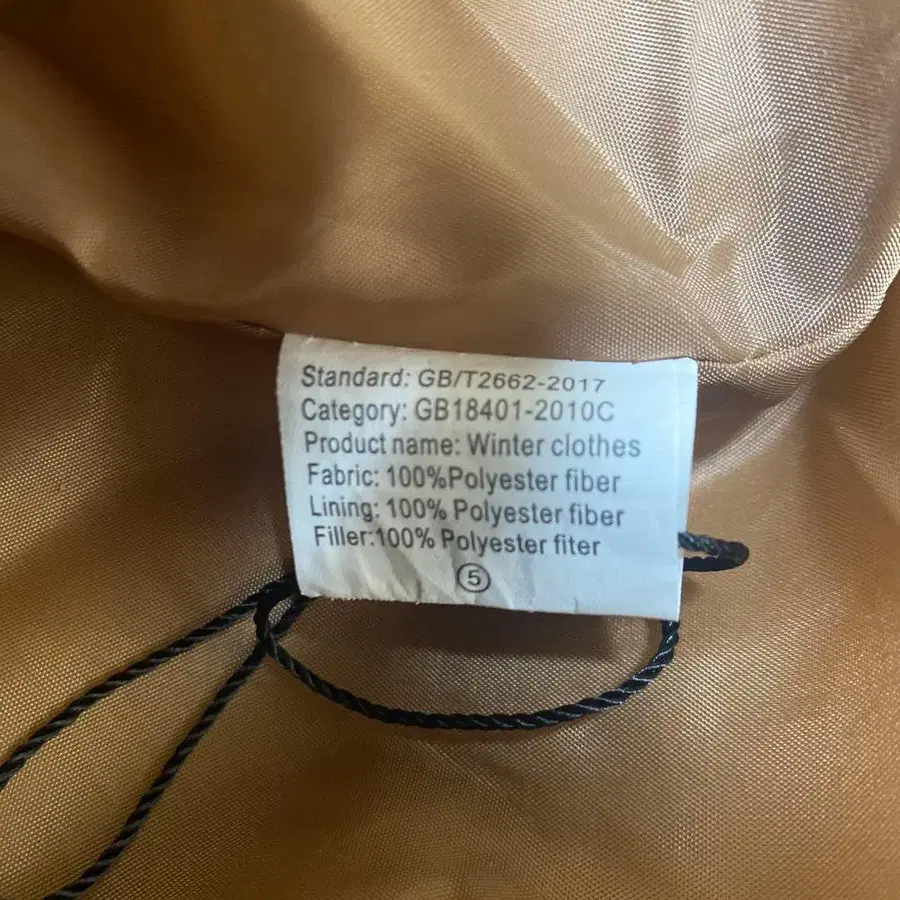 Standard: GB/T2662-2017
Category: GB18401-2010C
Product name: Winter clothes
Fabric: 100%Polyester fiber
Lining: 100% Polyester fiber
Filler:100% Polyester fiter
⑤